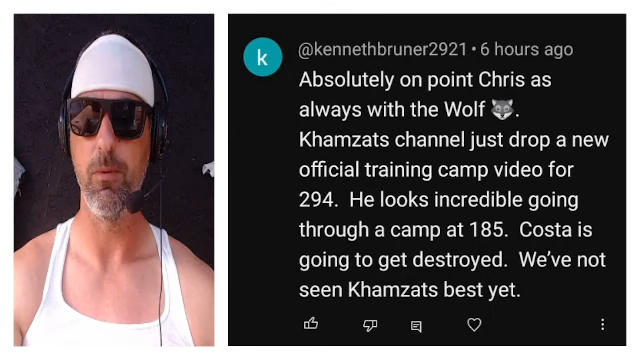 k
@kennethbruner2921 • 6 hours ago
Absolutely on point Chris as
always with the Wolf 🐺.
Khamzats channel just drop a new
official training camp video for
294. He looks incredible going
through a camp at 185. Costa is
going to get destroyed. We've not
seen Khamzats best yet.